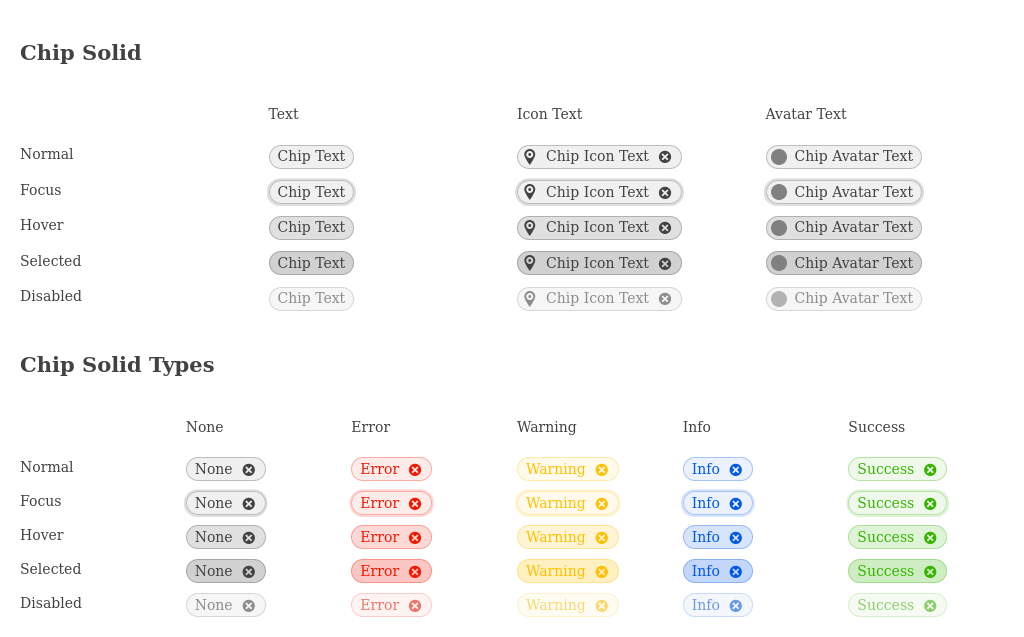 Chip Solid
Text Icon Text Avatar Text
Normal Chip Text Chip Icon Text Chip Avatar Text
Focus Chip Text Chip Icon Text Chip Avatar Text
Hover Chip Text Chip Icon Text Chip Avatar Text
Selected Chip Text Chip Icon Text Chip Avatar Text
Disabled Chip Text Chip Icon Text Chip Avatar Text
Chip Solid Types
None Error Warning Info Success
Normal None Error Warning Info Success
Focus None Error Warning Info Success
Hover None Error Warning Info Success
Selected None Error Warning Info Success
Disabled None Error Warning Info Success